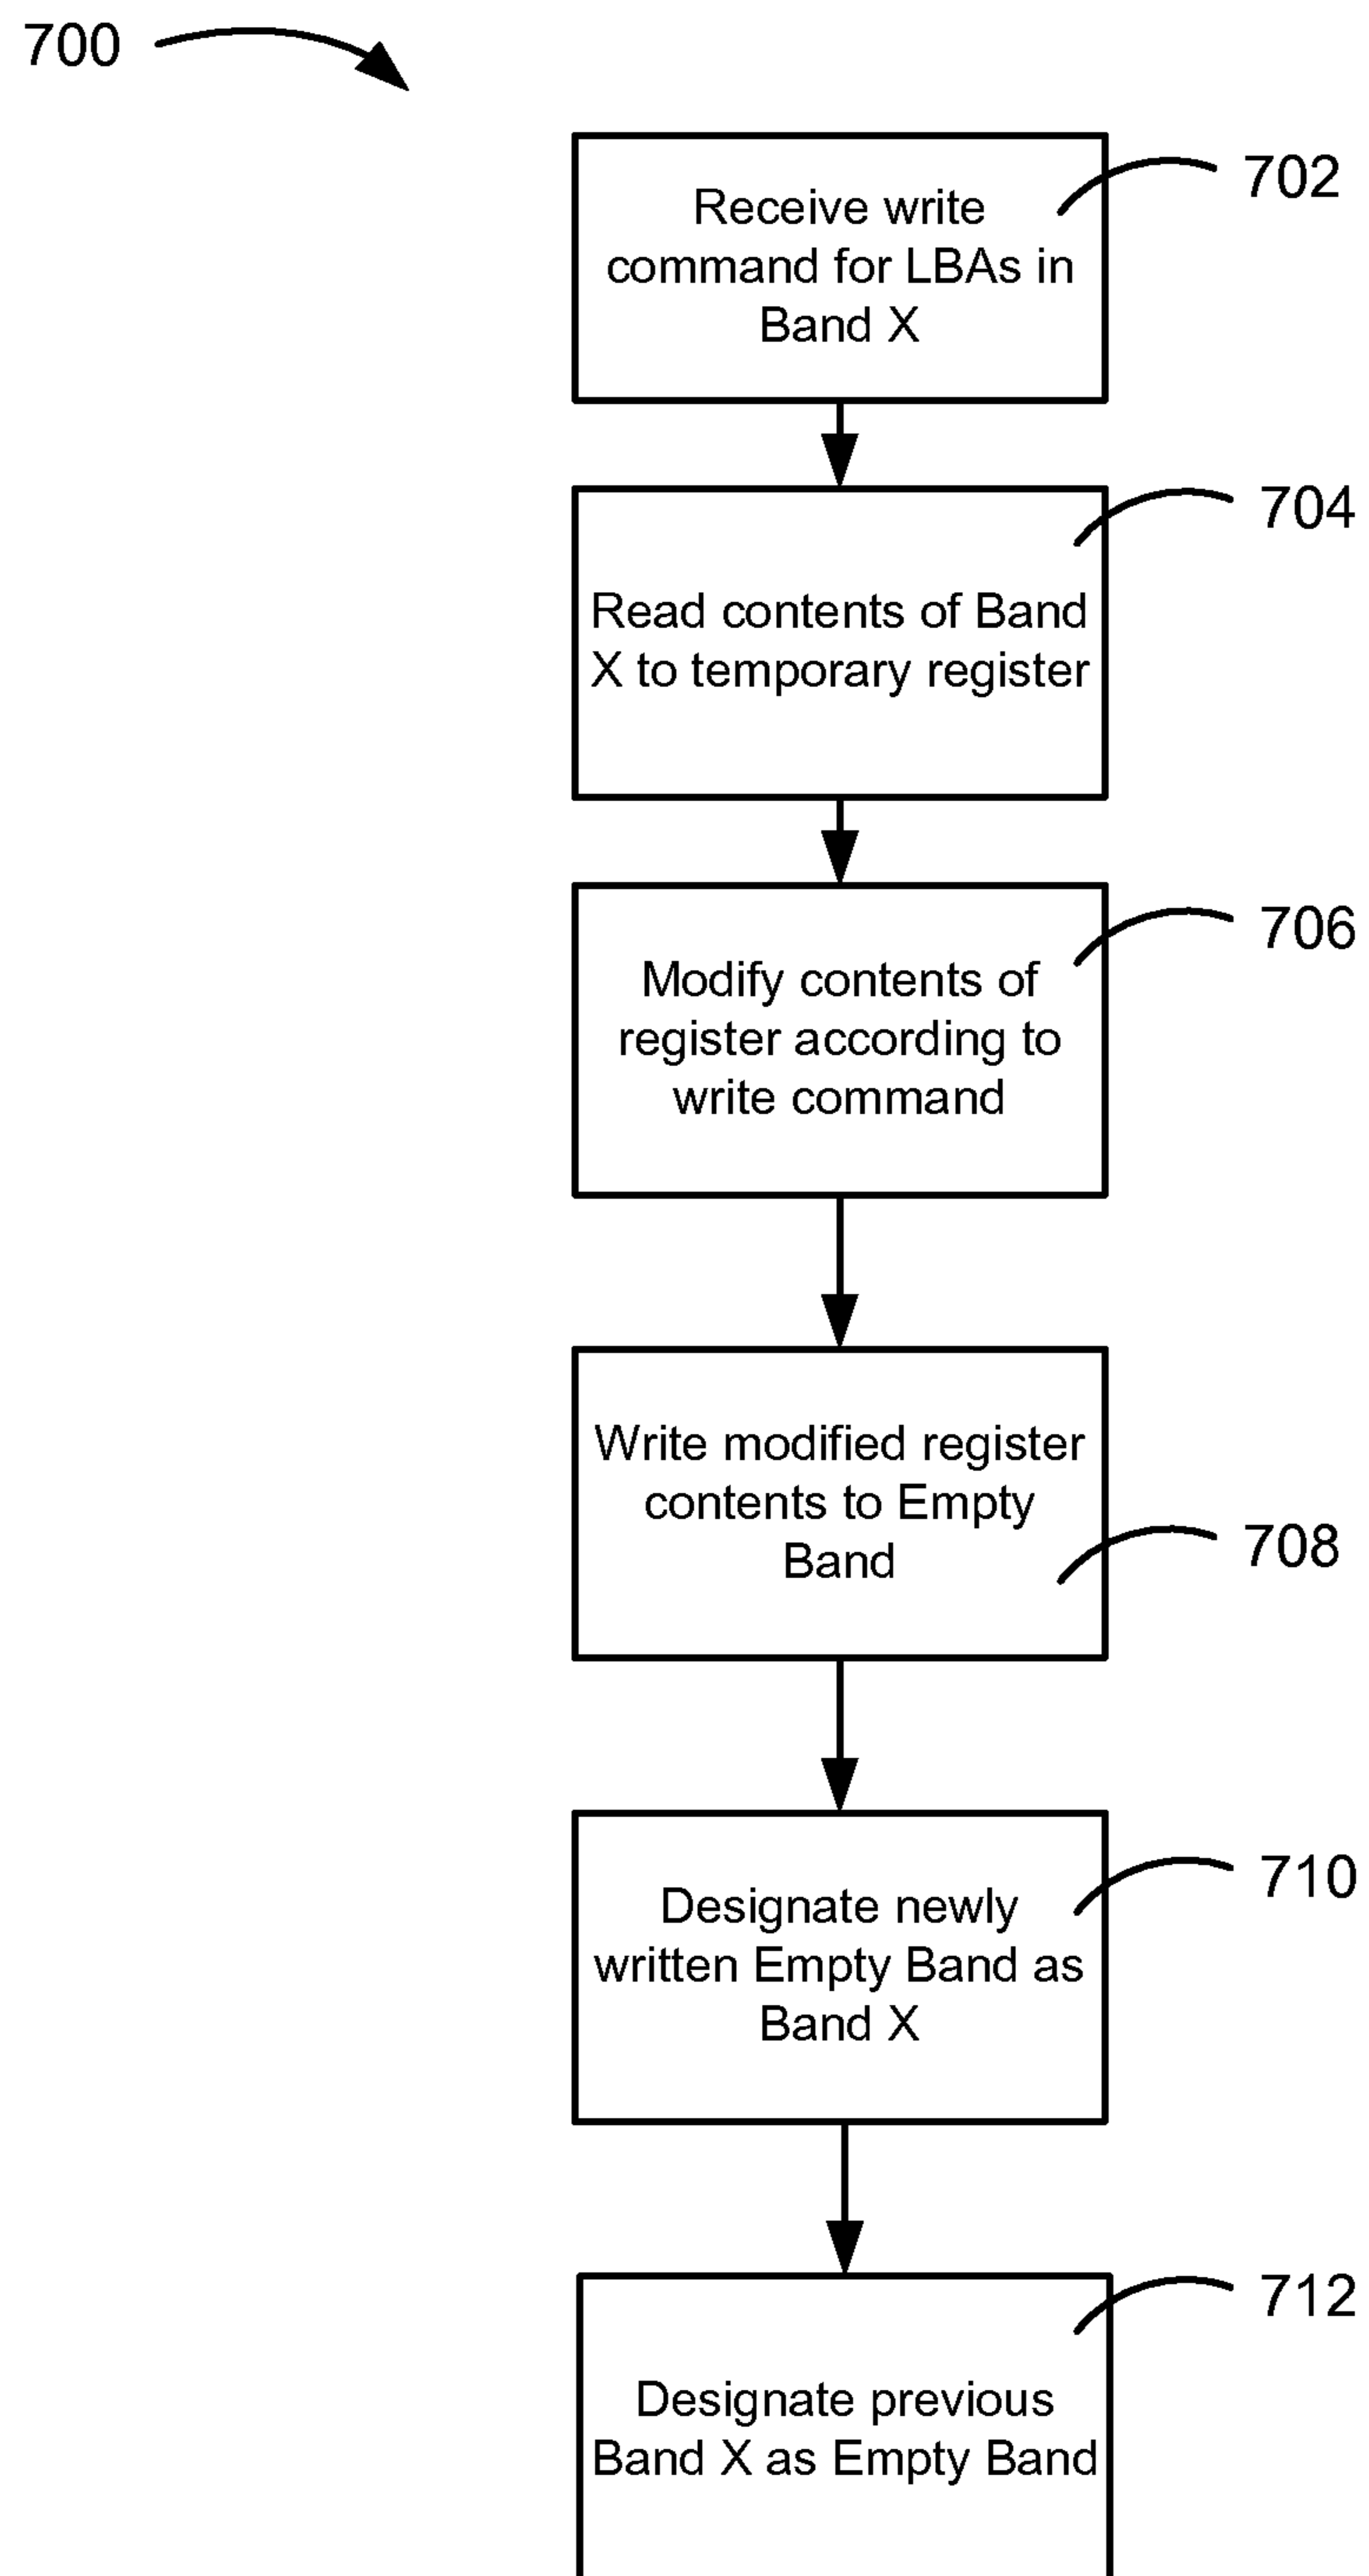 700
702
Receive write
command for LBAs in
Band X
704
Read contents of Band
X to temporary register
706
Modify contents of
register according to
write command
Write modified register
contents to Empty
Band
708
710
Designate newly
written Empty Band as
Band X
712
Designate previous
Band X as Empty Band